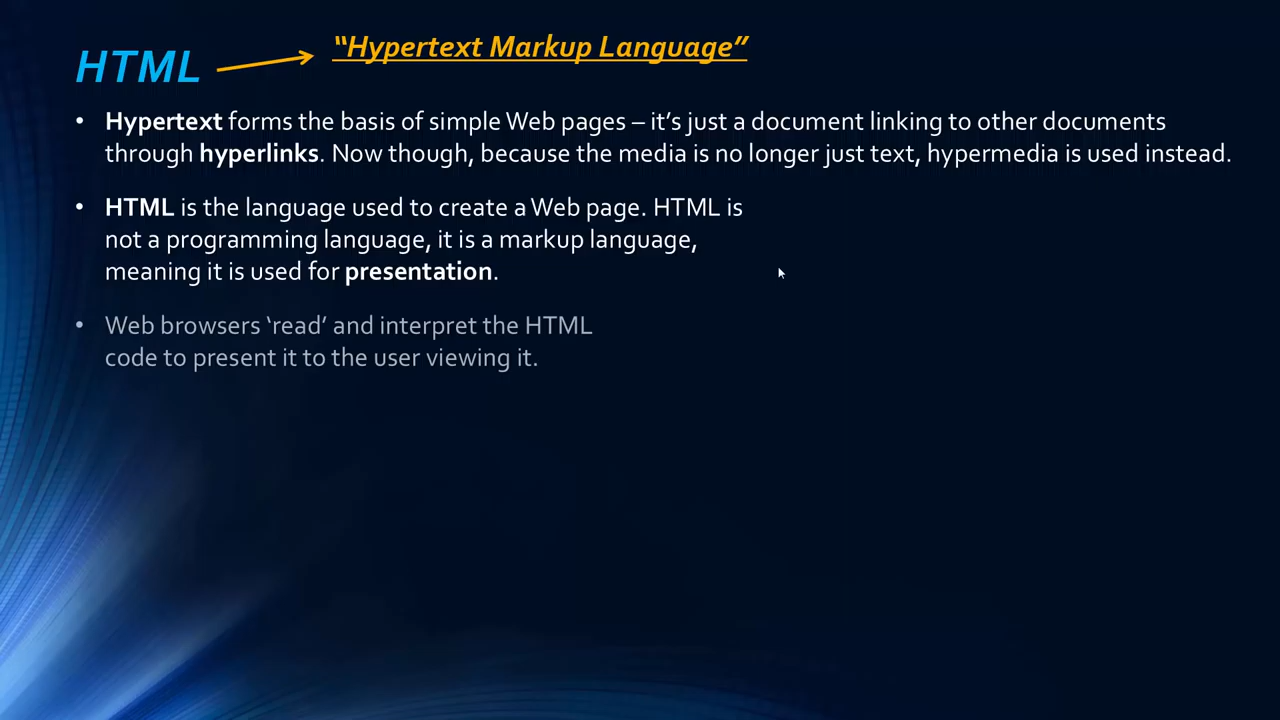 HTML
“Hypertext Markup Language”
• Hypertext forms the basis of simple Web pages – it’s just a document linking to other documents
through hyperlinks. Now though, because the media is no longer just text, hypermedia is used instead.
• HTML is the language used to create a Web page. HTML is
not a programming language, it is a markup language,
meaning it is used for presentation.
• Web browsers ‘read’ and interpret the HTML
code to present it to the user viewing it.